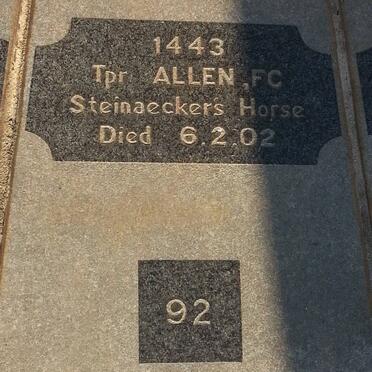 1443
Tpr ALLEN, FC
Steinaeckers Horse
Died 6.2.02
92